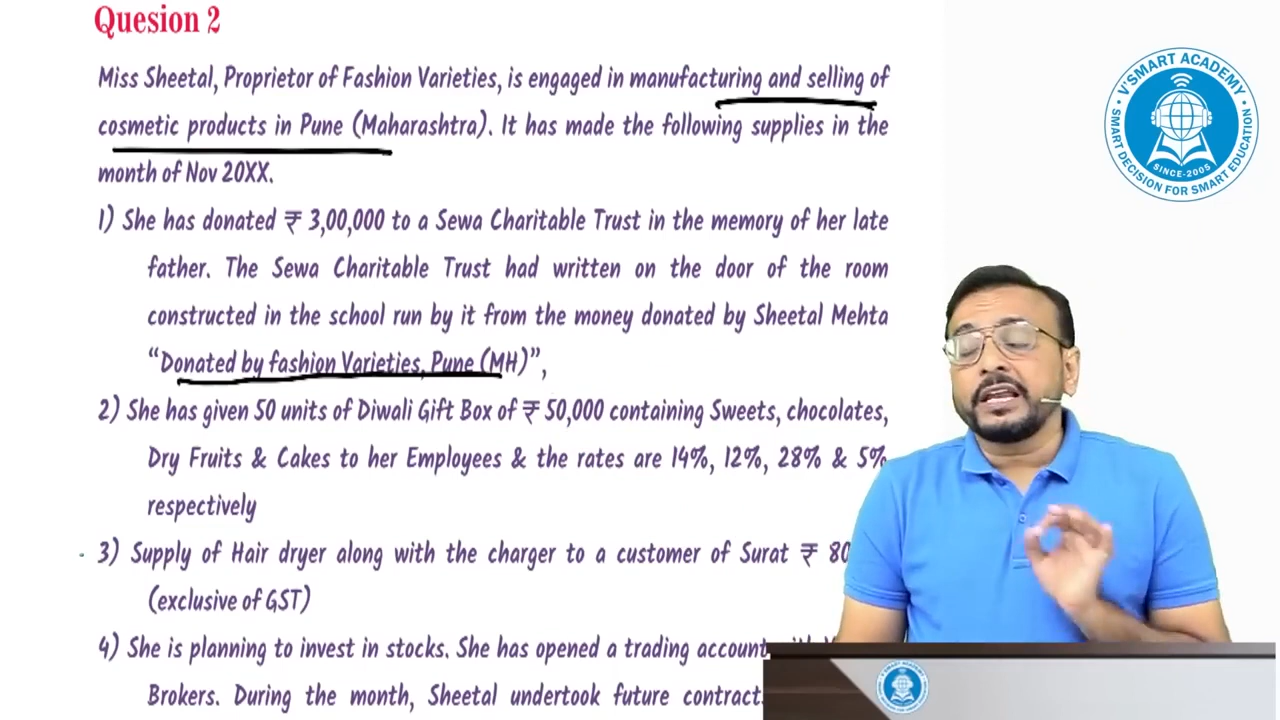 Quesion 2
Miss Sheetal, Proprietor of Fashion Varieties, is engaged in manufacturing and selling of
cosmetic products in Pune (Maharashtra). It has made the following supplies in the
month of Nov 20XX.
1) She has donated ₹ 3,00,000 to a Sewa Charitable Trust in the memory of her late
father. The Sewa Charitable Trust had written on the door of the room
constructed in the school run by it from the money donated by Sheetal Mehta
“Donated by fashion Varieties, Pune (MH)”,
2) She has given 50 units of Diwali Gift Box of ₹ 50,000 containing Sweets, chocolates,
Dry Fruits & Cakes to her Employees & the rates are 14%, 12%, 28% & 5%
respectively
3) Supply of Hair dryer along with the charger to a customer of Surat ₹
(exclusive of GST)
4) She is planning to invest in stocks. She has opened a trading account
Brokers. During the month, Sheetal undertook future
V'SMART ACADEMY
SINCE-2005
SMART DECISION FOR SMART EDUCATION